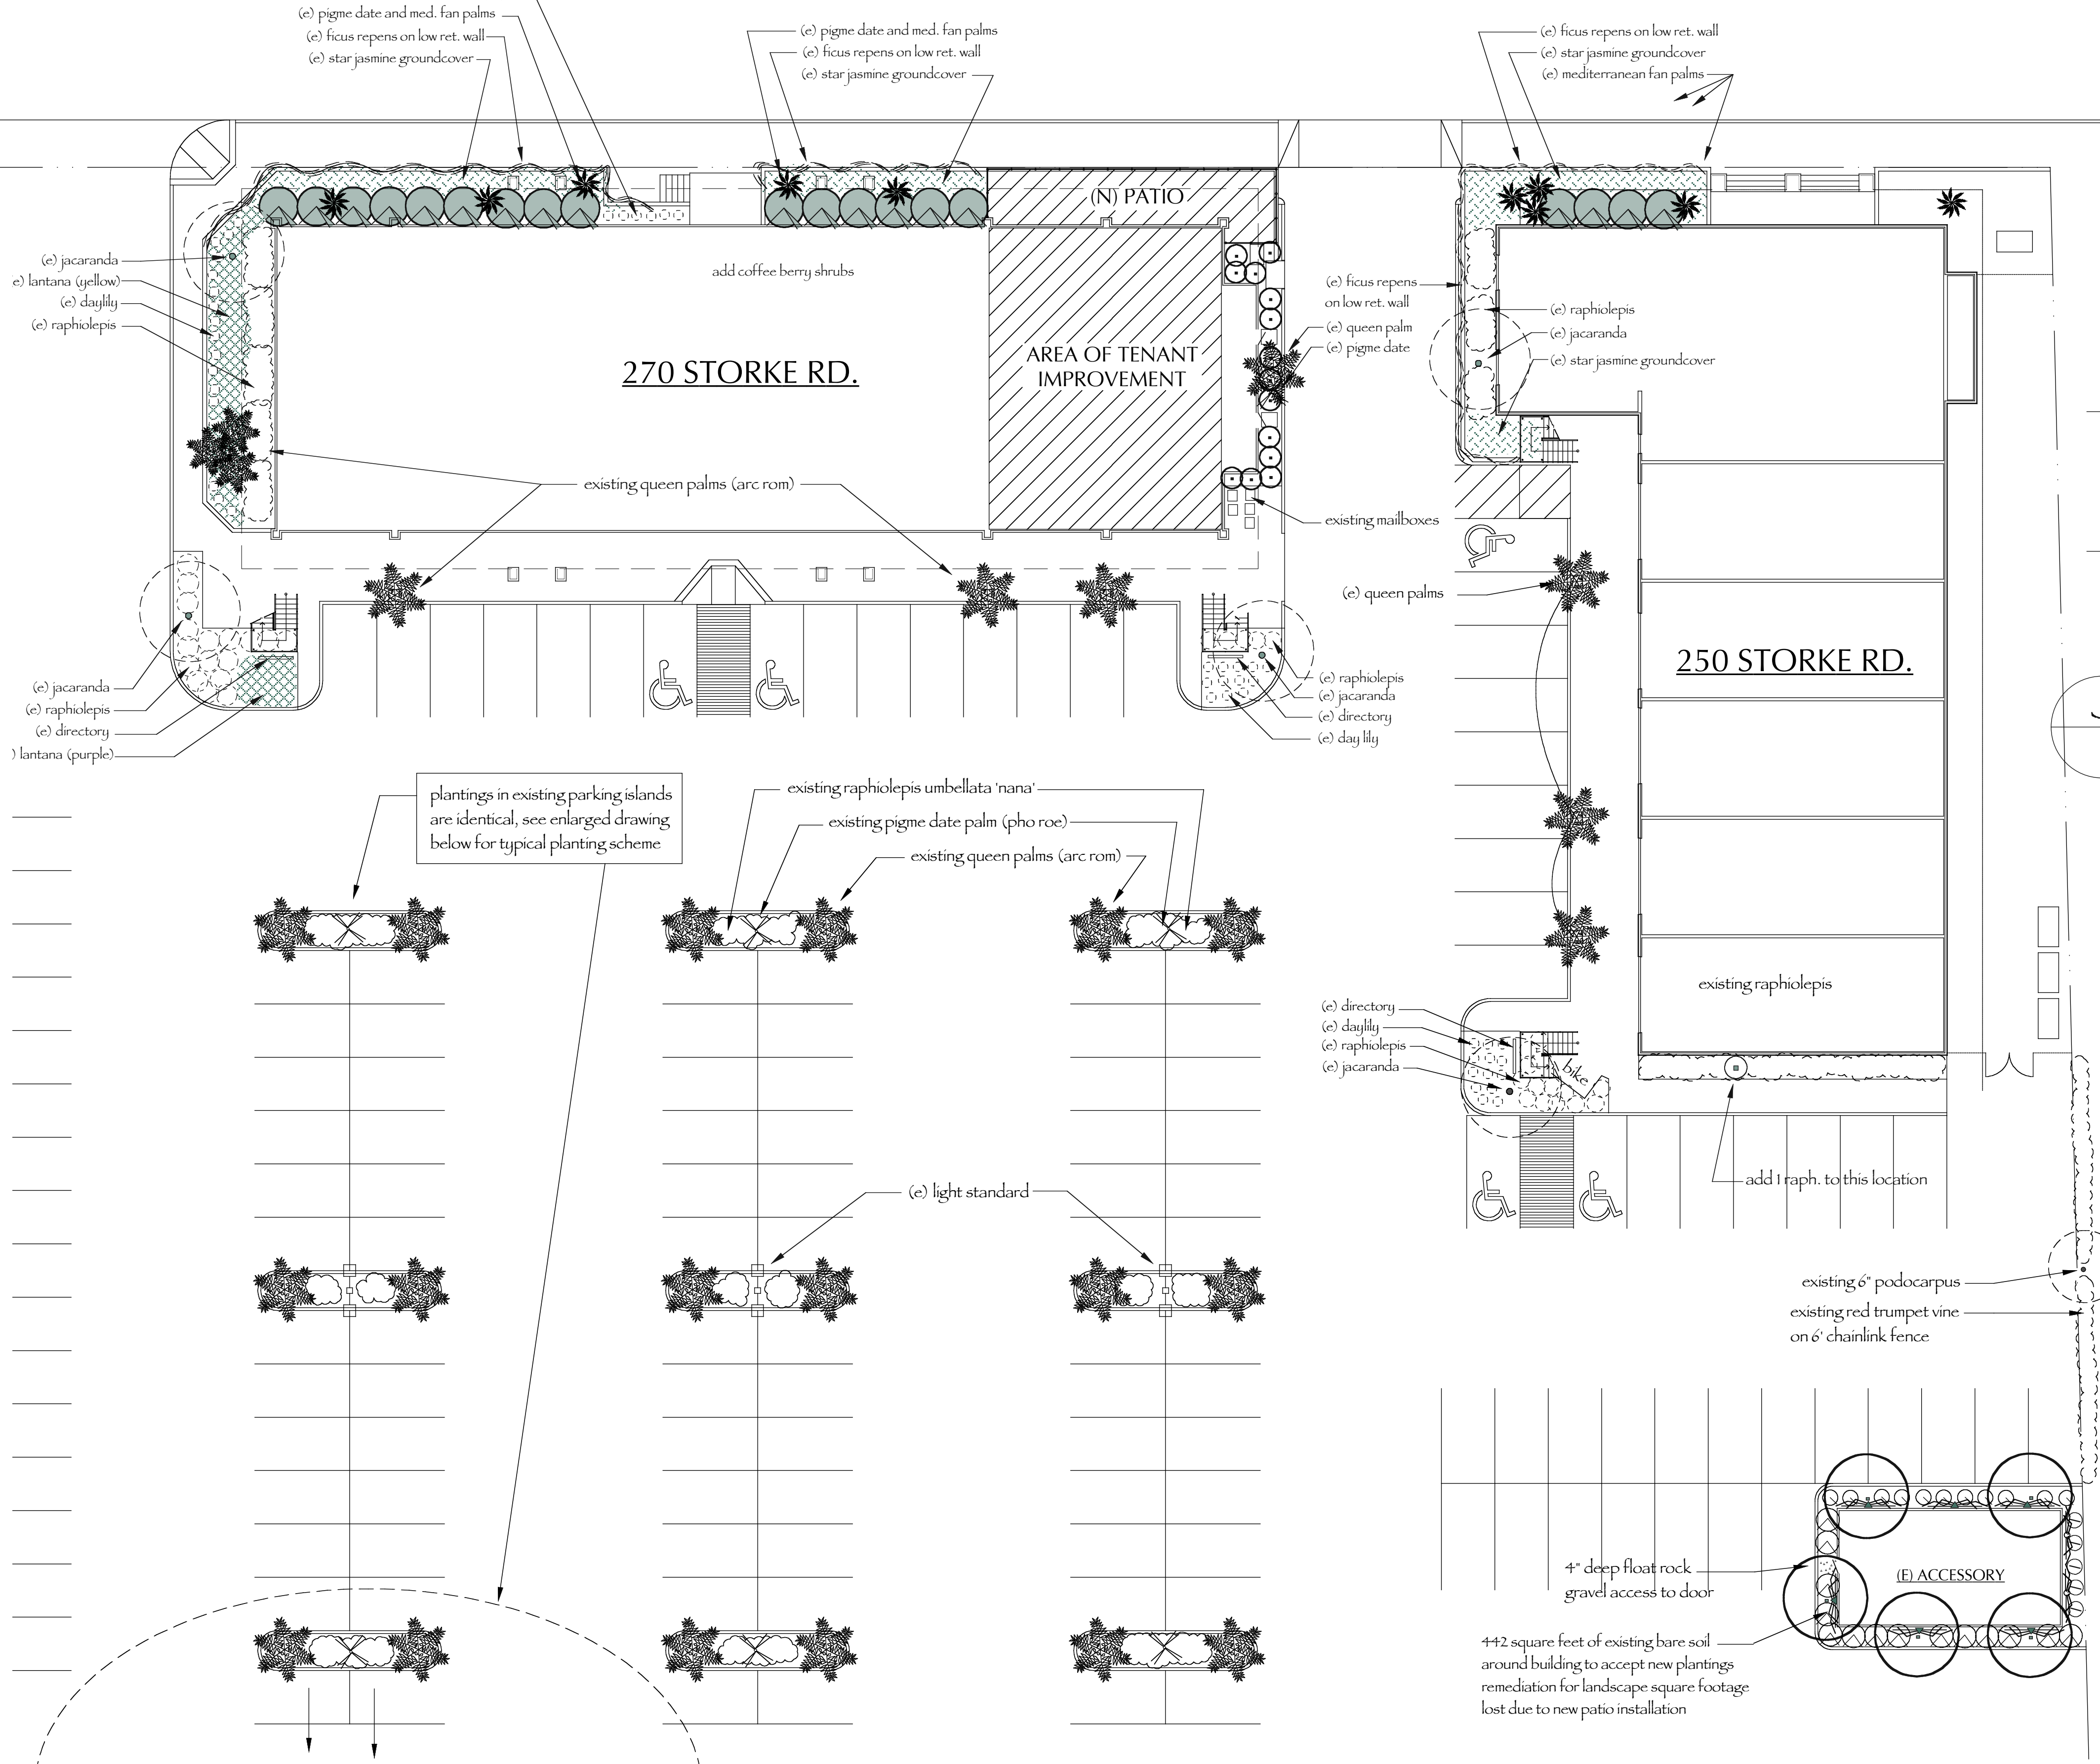 (e) pigme date and med. fan palms
(e) ficus repens on low ret. wall
(e) star jasmine groundcover
(e) pigme date and med. fan palms
(e) ficus repens on low ret. wall
(e) star jasmine groundcover
(e) ficus repens on low ret. wall
(e) star jasmine groundcover
(e) mediterranean fan palms
(N) PATIO
(e) jacaranda
e) lantana (yellow)
(e) daylily
(e) raphiolepis
add coffee berry shrubs
270 STORKE RD.
AREA OF TENANT
IMPROVEMENT
existing queen palms (arc rom)
(e) ficus repens
on low ret. wall
(e) queen palm
(e) pigme date
existing mailboxes
(e) raphiolepis
(e) jacaranda
(e) star jasmine groundcover
(e) queen palms
250 STORKE RD.
(e) jacaranda
(e) raphiolepis
(e) directory
) lantana (purple)
(e) raphiolepis
(e) jacaranda
(e) directory
(e) day lily
plantings in existing parking islands
are identical, see enlarged drawing
below for typical planting scheme
existing raphiolepis umbellata 'nana'
existing pigme date palm (pho roe)
existing queen palms (arc rom)
existing raphiolepis
(e) directory
(e) daylily
(e) raphiolepis
(e) jacaranda
bike
add 1 raph. to this location
(e) light standard
existing 6" podocarpus
existing red trumpet vine
on 6' chainlink fence
4" deep float rock
gravel access to door
(E) ACCESSORY
442 square feet of existing bare soil
around building to accept new plantings
remediation for landscape square footage
lost due to new patio installation